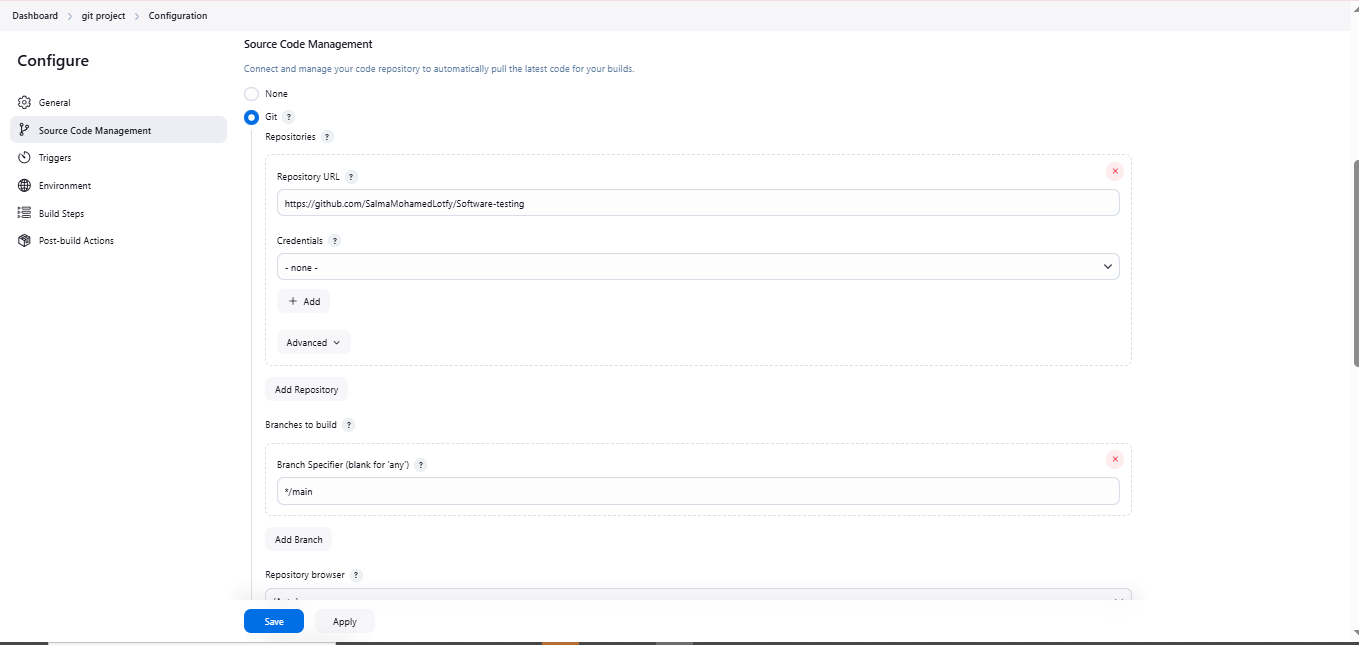 Dashboard > git project > Configuration
Configure
General
Source Code Management
Triggers
Environment
Build Steps
Post-build Actions
Source Code Management
Connect and manage your code repository to automatically pull the latest code for your builds.
None
Git ?
Repositories ?
Repository URL ?
https://github.com/SalmaMohamedLotfy/Software-testing
Credentials ?
- none -
+ Add
Advanced
Add Repository
Branches to build ?
Branch Specifier (blank for 'any') ?
*/main
Add Branch
Repository browser ?
Save
Apply